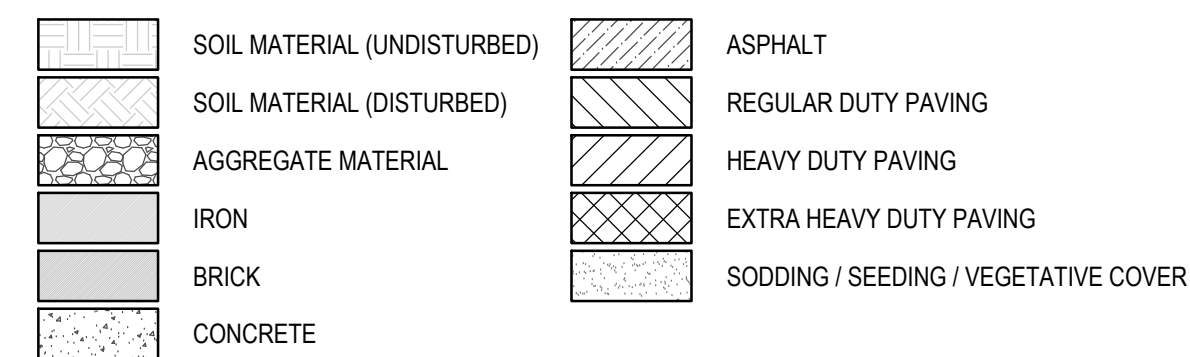 SOIL MATERIAL (UNDISTURBED)
SOIL MATERIAL (DISTURBED)
AGGREGATE MATERIAL
IRON
BRICK
CONCRETE
ASPHALT
REGULAR DUTY PAVING
HEAVY DUTY PAVING
EXTRA HEAVY DUTY PAVING
SODDING / SEEDING / VEGETATIVE COVER